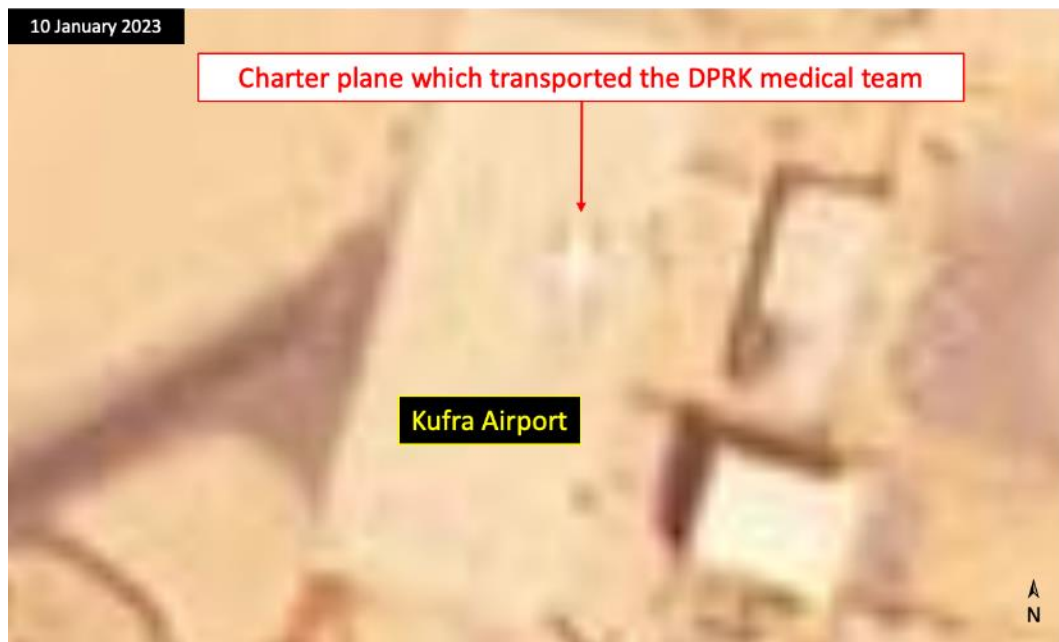 10 January 2023
Charter plane which transported the DPRK medical team
Kufra Airport
N